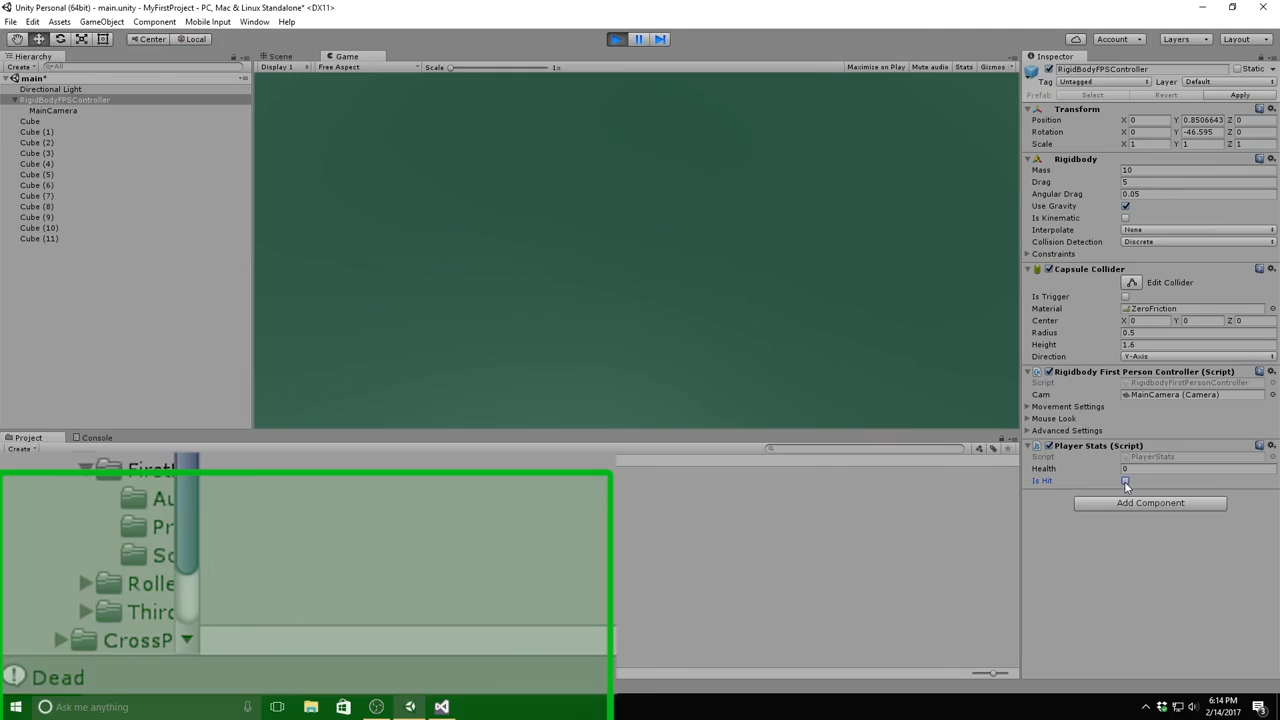 Unity Personal (64bit) - main.unity - MyFirstProject - PC, Mac & Linux Standalone* <DX11>
File Edit Assets GameObject Component Mobile Input Window Help
Center Local Account Layers Layout
Hierarchy
Create All
main*
Directional Light
RigidBodyFPSController
MainCamera
Cube
Cube (1)
Cube (2)
Cube (3)
Cube (4)
Cube (5)
Cube (6)
Cube (7)
Cube (8)
Cube (9)
Cube (10)
Cube (11)
Scene Game
Display 1 Free Aspect Scale 1x Maximize on Play Mute audio Stats Gizmos
Inspector
RigidBodyFPSController Static
Tag Untagged Layer Default
Prefab Select Revert Apply
Transform
Position X 0 Y 0.8506643 Z 0
Rotation X 0 Y -46.595 Z 0
Scale X 1 Y 1 Z 1
Rigidbody
Mass 10
Drag 5
Angular Drag 0.05
Use Gravity
Is Kinematic
Interpolate None
Collision Detection Discrete
Constraints
Capsule Collider
Edit Collider
Is Trigger
Material ZeroFriction
Center X 0 Y 0 Z 0
Radius 0.5
Height 1.6
Direction Y-Axis
Rigidbody First Person Controller (Script)
Script RigidbodyFirstPersonController
Cam MainCamera (Camera)
Movement Settings
Mouse Look
Advanced Settings
Player Stats (Script)
Script PlayerStats
Health 0
Is Hit
Add Component
Project Console
Create
Au
Pr
Sc
Rolle
Third
CrossP
Dead
Ask me anything
6:14 PM
2/14/2017